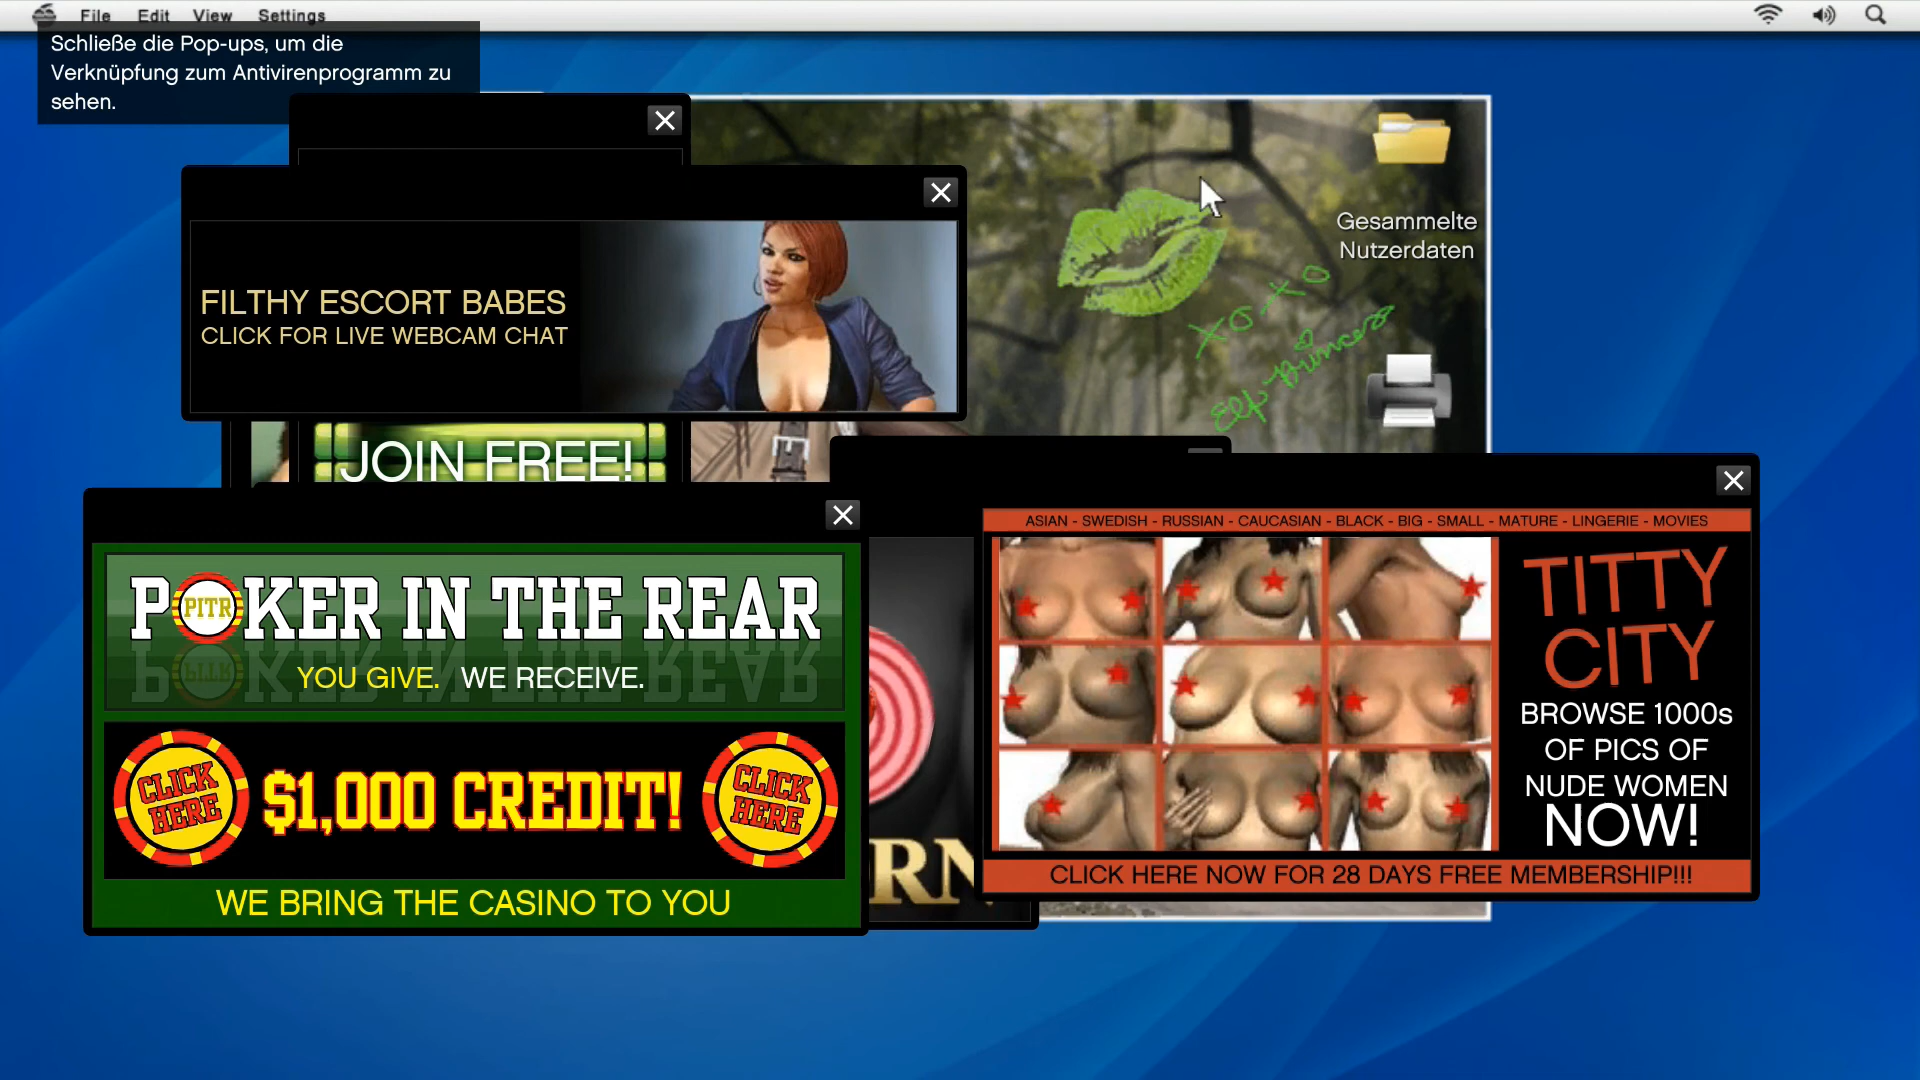 File Edit View Settings
Schließe die Pop-ups, um die
Verknüpfung zum Antivirenprogramm zu
sehen.
Gesammelte
Nutzerdaten
FILTHY ESCORT BABES
CLICK FOR LIVE WEBCAM CHAT
XOXO
Elf Princess
JOIN FREE!
POKER IN THE REAR
PITR
YOU GIVE. WE RECEIVE.
CLICK
HERE
$1,000 CREDIT!
CLICK
HERE
WE BRING THE CASINO TO YOU
RN
ASIAN - SWEDISH - RUSSIAN - CAUCASIAN - BLACK - BIG - SMALL - MATURE - LINGERIE - MOVIES
TITTY
CITY
BROWSE 1000s
OF PICS OF
NUDE WOMEN
NOW!
CLICK HERE NOW FOR 28 DAYS FREE MEMBERSHIP!!!